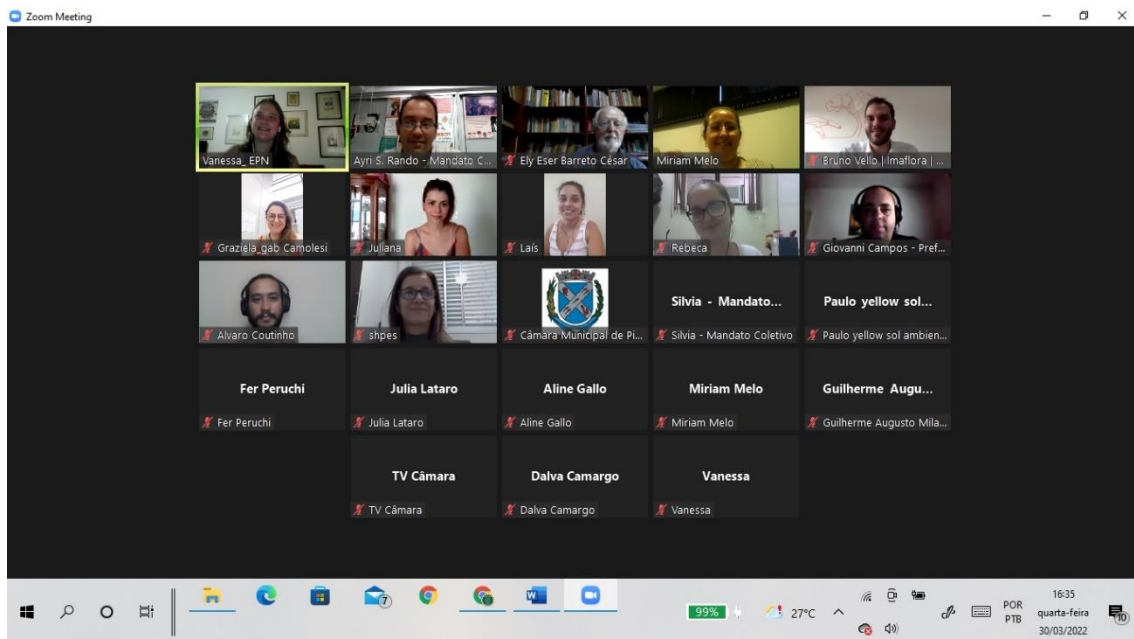 Zoom Meeting
Vanessa_ EPN
Ayri S. Rando - Mandato C...
Ely Eser Barreto César
Miriam Melo
Bruno Vello | Imaflora | ...
Graziela_gab Camolesi
Juliana
Laís
Rebeca
Giovanni Campos - Pref...
Alvaro Coutinho
shpes
Câmara Municipal de Pi...
Silvia - Mandato...
Silvia - Mandato Coletivo
Paulo yellow sol...
Paulo yellow sol ambien...
Fer Peruchi
Fer Peruchi
Julia Lataro
Julia Lataro
Aline Gallo
Aline Gallo
Miriam Melo
Miriam Melo
Guilherme Augu...
Guilherme Augusto Mila...
TV Câmara
TV Câmara
Dalva Camargo
Dalva Camargo
Vanessa
Vanessa
7
99%
27°C
POR
PTB
16:35
quarta-feira
30/03/2022
10